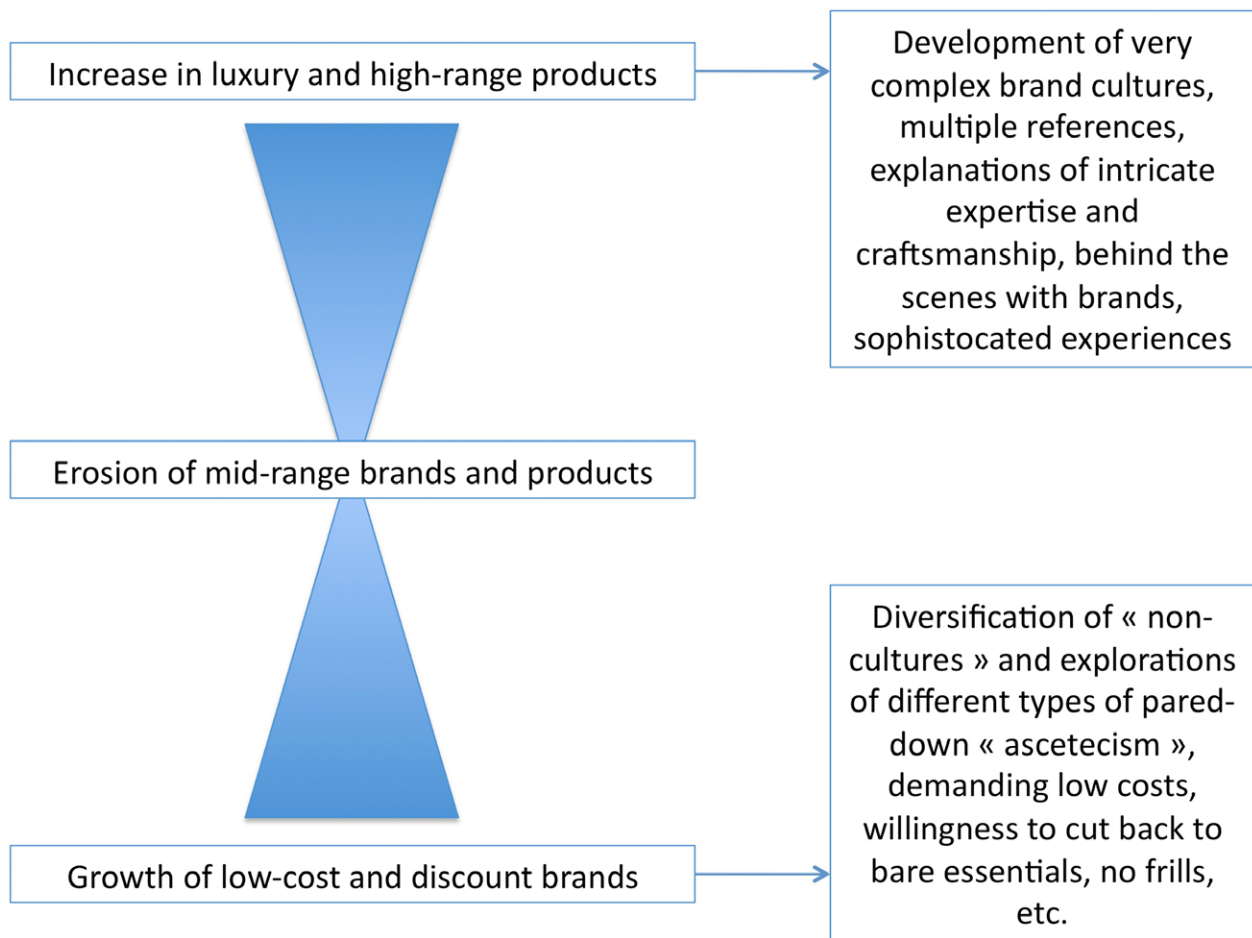 Increase in luxury and high-range products
Development of very
complex brand cultures,
multiple references,
explanations of intricate
expertise and
craftsmanship, behind the
scenes with brands,
sophistocated experiences
Erosion of mid-range brands and products
Growth of low-cost and discount brands
Diversification of « non-
cultures » and explorations
of different types of pared-
down « ascetecism »,
demanding low costs,
willingness to cut back to
bare essentials, no frills,
etc.